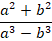 a² + b²
a³ − b³